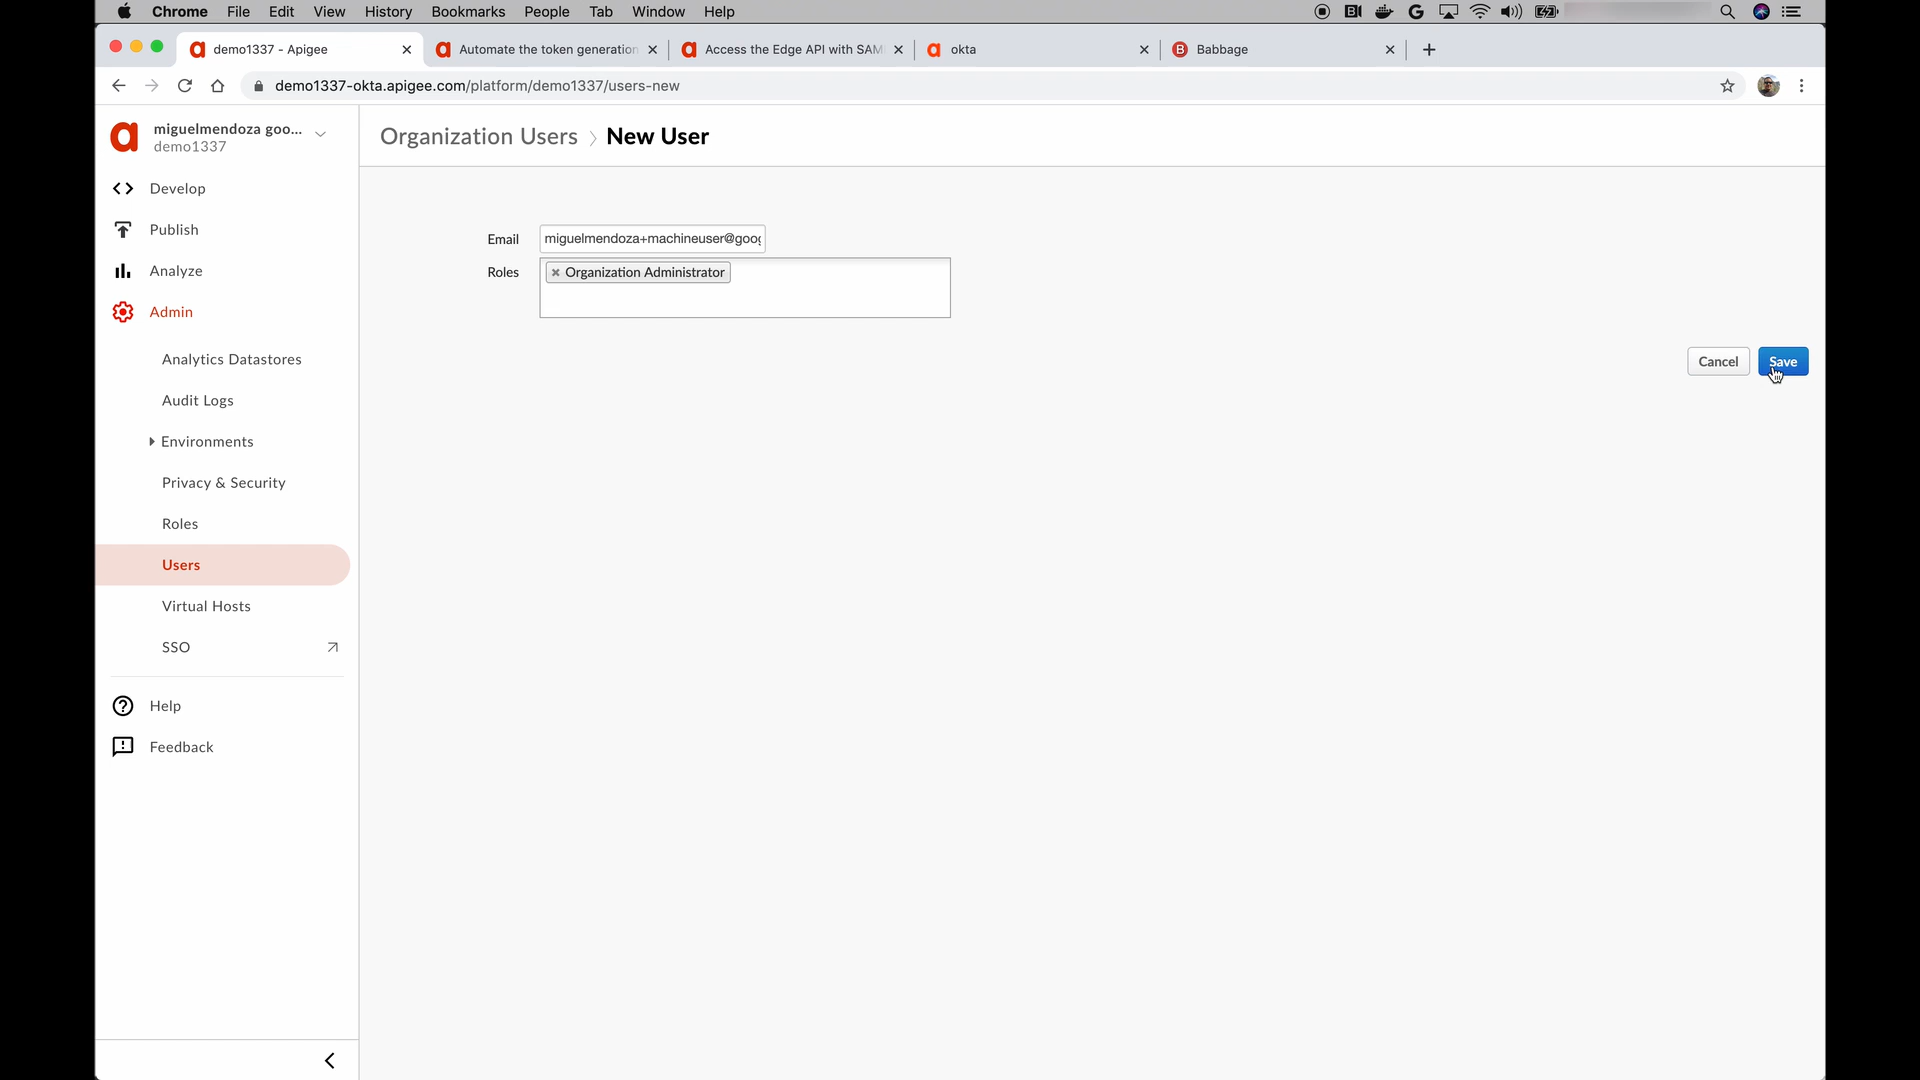 Chrome File Edit View History Bookmarks People Tab Window Help
demo1337 - Apigee
Automate the token generation
Access the Edge API with SAM
okta
Babbage
demo1337-okta.apigee.com/platform/demo1337/users-new
miguelmendoza goo...
demo1337
Organization Users > New User
Develop
Publish
Analyze
Admin
Analytics Datastores
Audit Logs
Environments
Privacy & Security
Roles
Users
Virtual Hosts
SSO
Help
Feedback
Email miguelmendoza+machineuser@goog
Roles Organization Administrator
Cancel Save